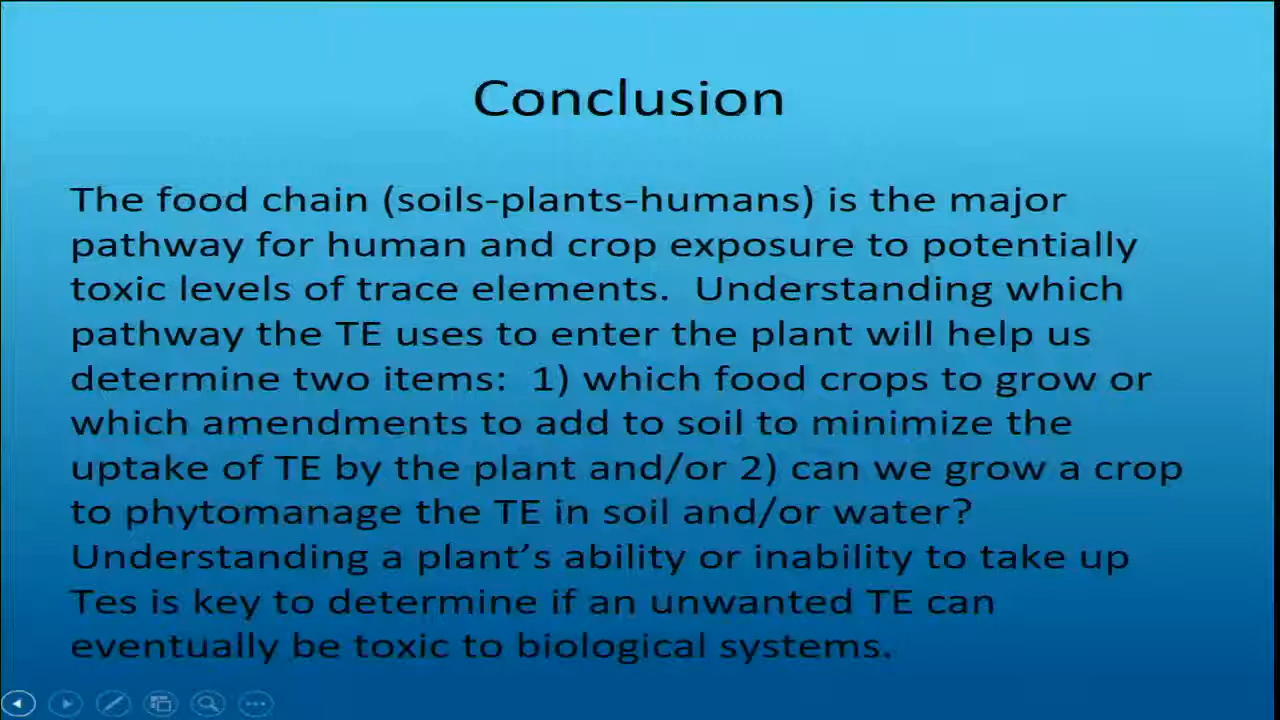 Conclusion
The food chain (soils-plants-humans) is the major
pathway for human and crop exposure to potentially
toxic levels of trace elements.  Understanding which
pathway the TE uses to enter the plant will help us
determine two items:  1) which food crops to grow or
which amendments to add to soil to minimize the
uptake of TE by the plant and/or 2) can we grow a crop
to phytomanage the TE in soil and/or water?
Understanding a plant’s ability or inability to take up
Tes is key to determine if an unwanted TE can
eventually be toxic to biological systems.